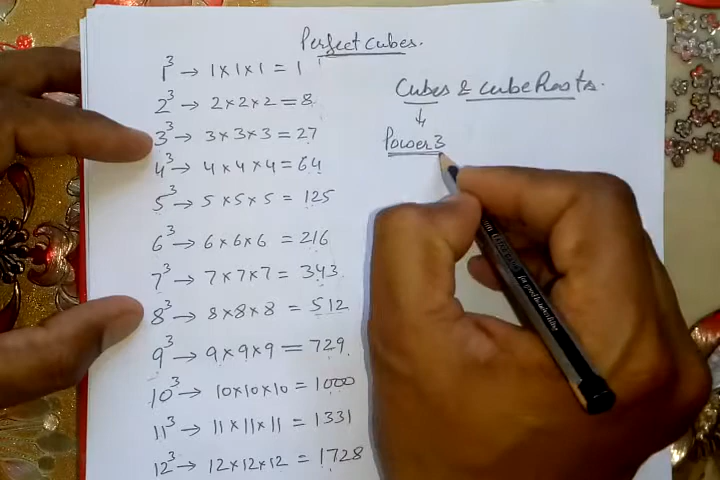 Perfect Cubes.
1³ → 1 × 1 × 1 = 1
2³ → 2 × 2 × 2 = 8
3³ → 3 × 3 × 3 = 27
4³ → 4 × 4 × 4 = 64
5³ → 5 × 5 × 5 = 125
6³ → 6 × 6 × 6 = 216
7³ → 7 × 7 × 7 = 343
8³ → 8 × 8 × 8 = 512
9³ → 9 × 9 × 9 = 729
10³ → 10 × 10 × 10 = 1000
11³ → 11 × 11 × 11 = 1331
12³ → 12 × 12 × 12 = 1728
Cubes & cube Roots.
↓
Power 3